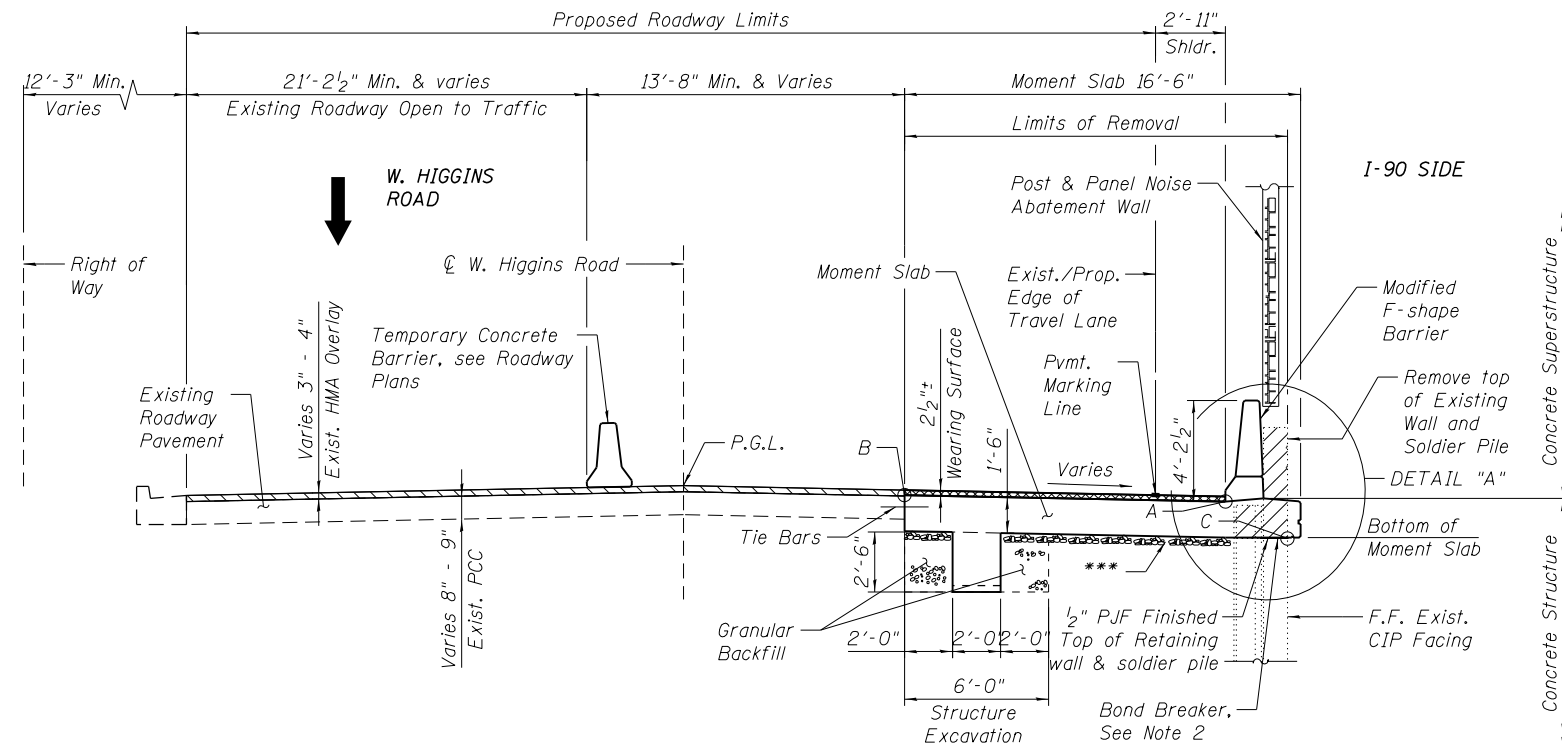 Proposed Roadway Limits
2'-11"
Shldr.
12'-3" Min.
Varies
21'-2½" Min. & varies
Existing Roadway Open to Traffic
13'-8" Min. & Varies
Moment Slab 16'-6"
Limits of Removal
I-90 SIDE
W. HIGGINS
ROAD
Post & Panel Noise
Abatement Wall
Right of
Way
℄ W. Higgins Road
Moment Slab
Exist./Prop.
Edge of
Travel Lane
Modified
F-shape
Barrier
Varies 3" - 4"
Exist. HMA Overlay
Temporary Concrete
Barrier, see Roadway
Plans
Existing
Roadway
Pavement
2½"±
Wearing Surface
Pvmt.
Marking
Line
Remove top
of Existing
Wall and
Soldier Pile
P.G.L.
B
1'-6"
Varies
4'-2½"
DETAIL "A"
A
C
Tie Bars
Bottom of
Moment Slab
Varies 8" - 9"
Exist. PCC
2'-6"
***
Granular
Backfill
2'-0"
2'-0"
2'-0"
½" PJF Finished
Top of Retaining
wall & soldier pile
F.F. Exist.
CIP Facing
6'-0"
Structure
Excavation
Bond Breaker,
See Note 2
Concrete Superstructure
Concrete Structure